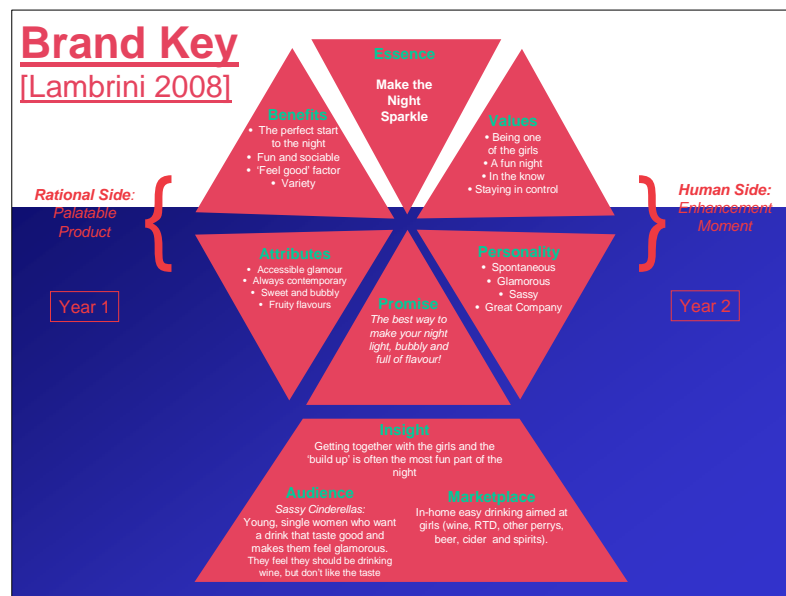 Brand Key
[Lambrini 2008]
Essence
Make the
Night
Sparkle
Benefits
• The perfect start
to the night
• Fun and sociable
• ‘Feel good’ factor
• Variety
Values
• Being one
of the girls
• A fun night
• In the know
• Staying in control
Rational Side:
Palatable
Product
Human Side:
Enhancement
Moment
Attributes
• Accessible glamour
• Always contemporary
• Sweet and bubbly
• Fruity flavours
Personality
• Spontaneous
• Glamorous
• Sassy
• Great Company
Year 1
Year 2
Promise
The best way to
make your night
light, bubbly and
full of flavour!
Insight
Getting together with the girls and the
‘build up’ is often the most fun part of the
night
Audience
Sassy Cinderellas:
Young, single women who want
a drink that taste good and
makes them feel glamorous.
They feel they should be drinking
wine, but don’t like the taste
Marketplace
In-home easy drinking aimed at
girls (wine, RTD, other perrys,
beer, cider and spirits).